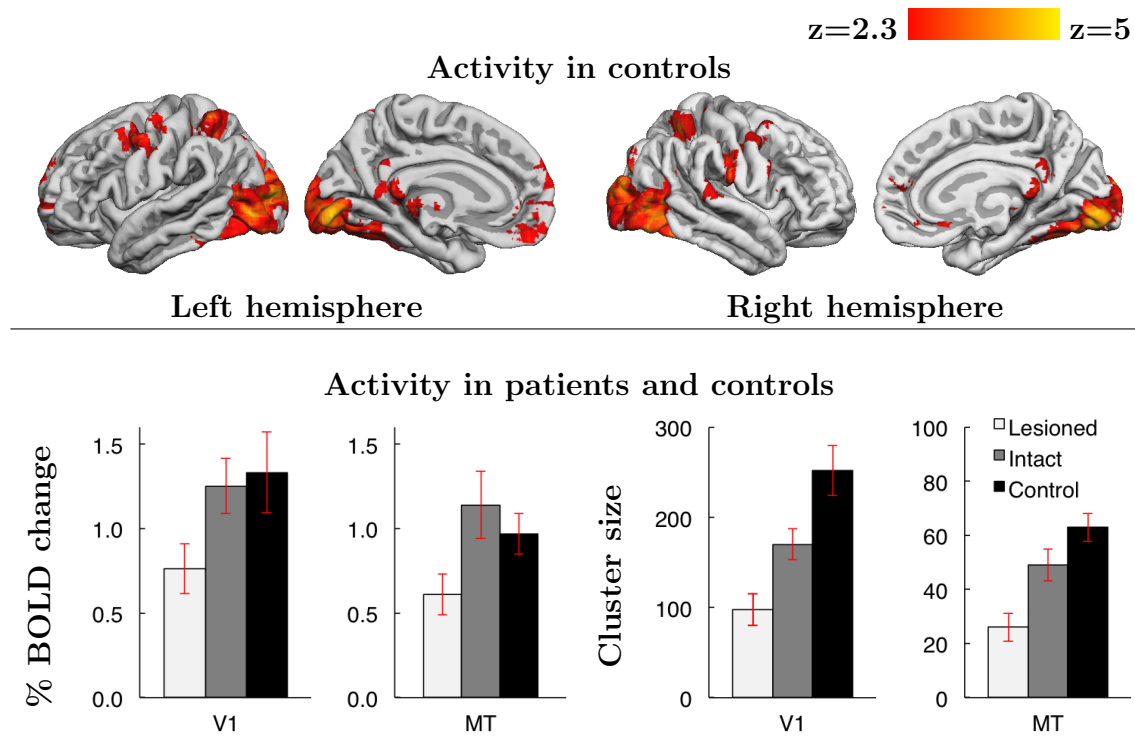 z=2.3 z=5
Activity in controls
Left hemisphere Right hemisphere
Activity in patients and controls
% BOLD change
1.5
1.0
0.5
0.0
V1
1.5
1.0
0.5
0.0
MT
Cluster size
300
200
100
0
V1
100
80
60
40
20
0
MT
Lesioned
Intact
Control